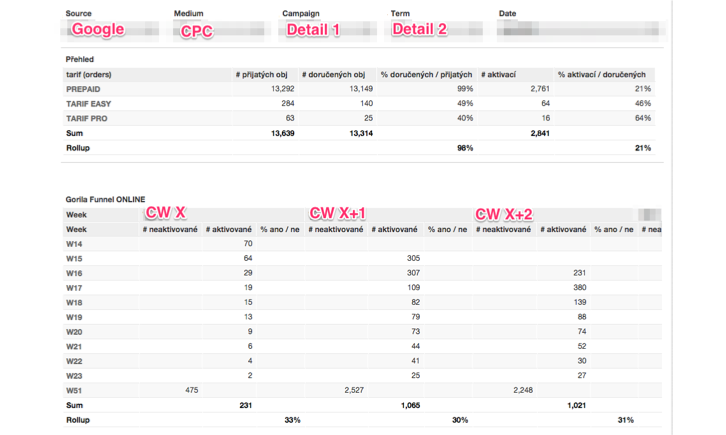 Source Medium Campaign Term Date
Google CPC Detail 1 Detail 2
Přehled
tarif (orders) # přijatých obj # doručených obj % doručených / přijatých # aktivací % aktivací / doručených
PREPAID 13,292 13,149 99% 2,761 21%
TARIF EASY 284 140 49% 64 46%
TARIF PRO 63 25 40% 16 64%
Sum 13,639 13,314 2,841
Rollup 98% 21%
Gorila Funnel ONLINE
Week CW X CW X+1 CW X+2
Week # neaktivované # aktivované % ano / ne # neaktivované # aktivované % ano / ne # neaktivované # aktivované % ano / ne # nea
W14 70
W15 64 305
W16 29 307 231
W17 19 109 380
W18 15 82 139
W19 13 79 88
W20 9 73 74
W21 6 44 52
W22 4 41 30
W23 2 25 27
W51 475 2,527 2,248
Sum 231 1,065 1,021
Rollup 33% 30% 31%